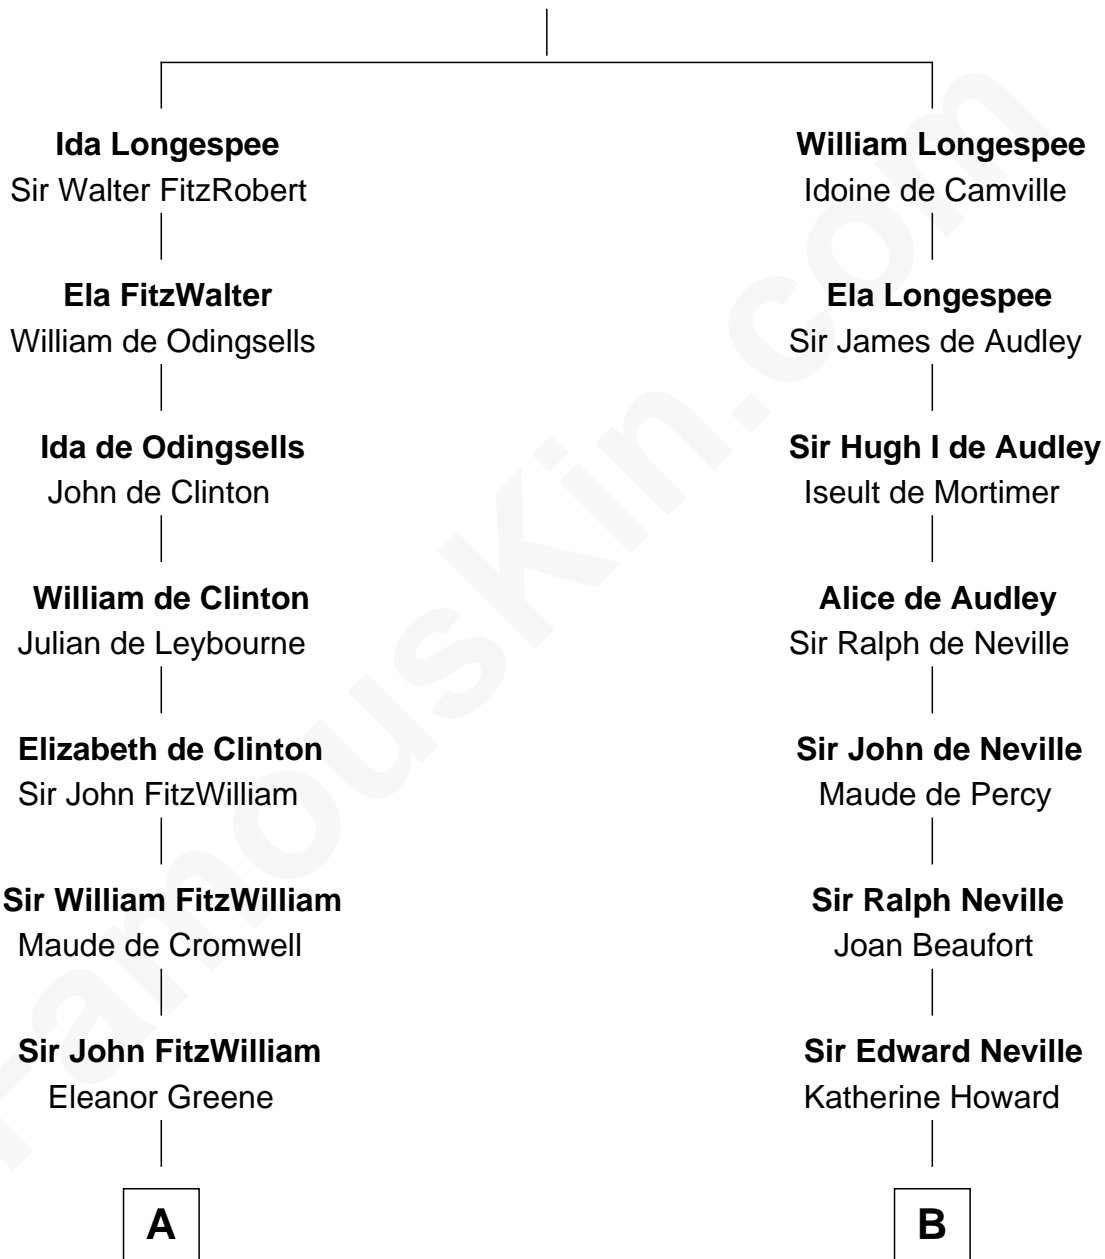 Ida Longespee
Sir Walter FitzRobert
Ela FitzWalter
William de Odingsells
Ida de Odingsells
John de Clinton
William de Clinton
Julian de Leybourne
Elizabeth de Clinton
Sir John FitzWilliam
Sir William FitzWilliam
Maude de Cromwell
Sir John FitzWilliam
Eleanor Greene
A
William Longespee
Idoine de Camville
Ela Longespee
Sir James de Audley
Sir Hugh I de Audley
Iseult de Mortimer
Alice de Audley
Sir Ralph de Neville
Sir John de Neville
Maude de Percy
Sir Ralph Neville
Joan Beaufort
Sir Edward Neville
Katherine Howard
B
FamousKin.com